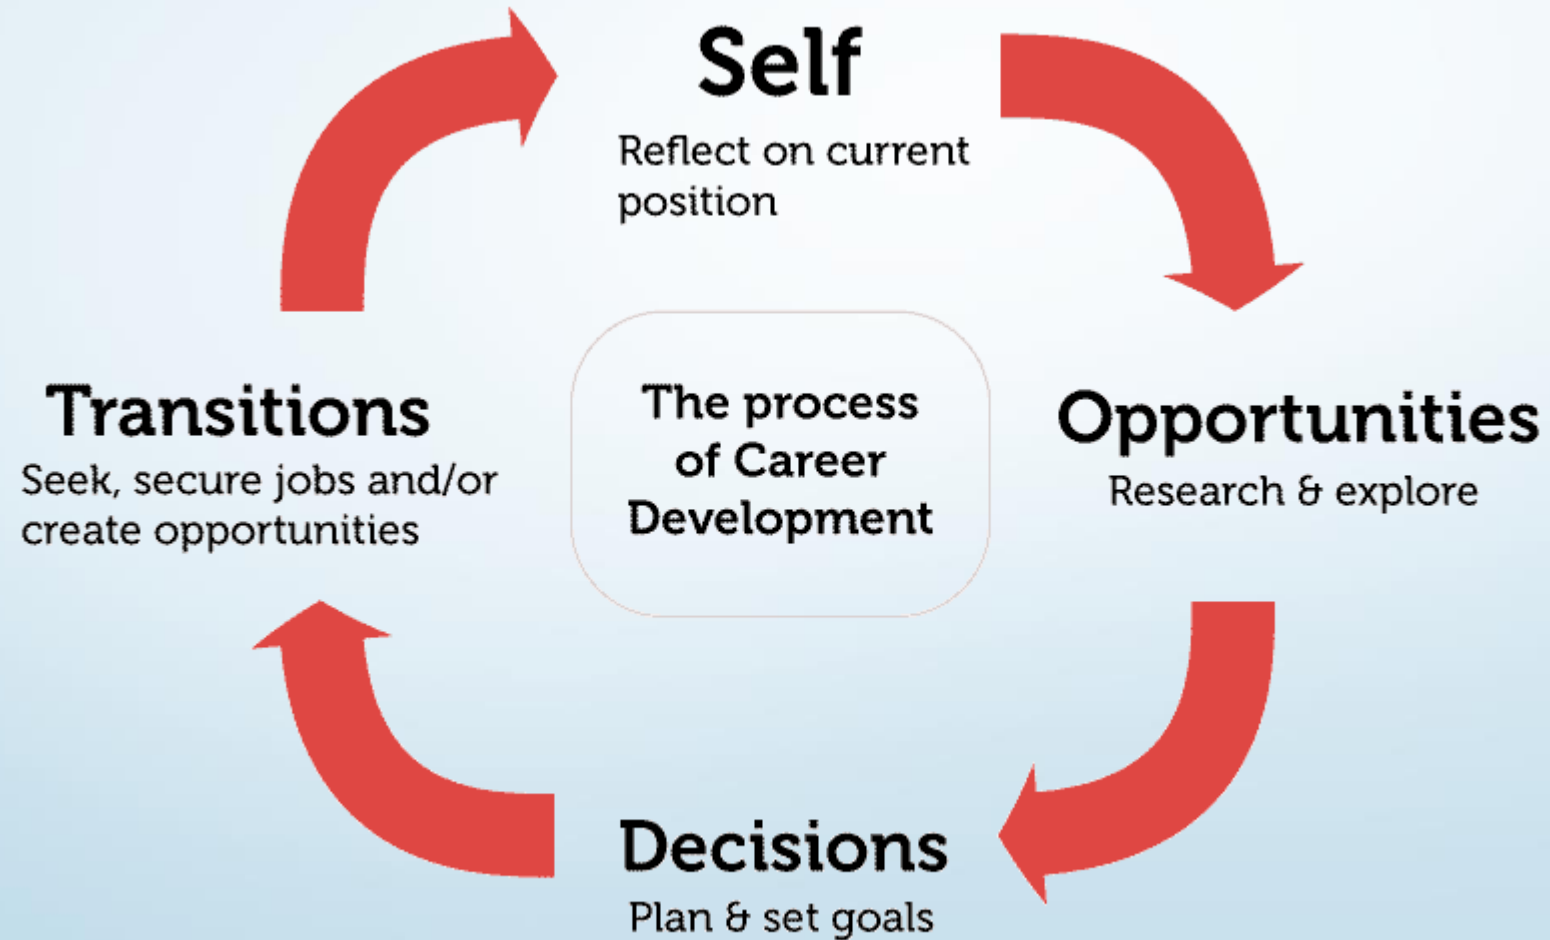 Self
Reflect on current
position
Opportunities
Research & explore
Decisions
Plan & set goals
Transitions
Seek, secure jobs and/or
create opportunities
The process
of Career
Development